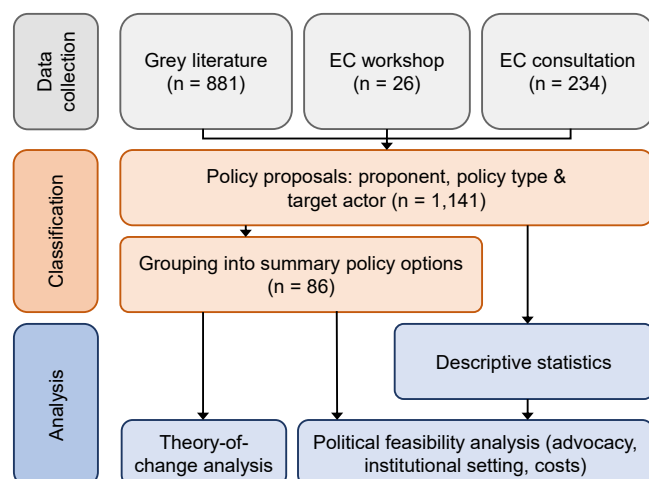 Data
collection
Grey literature
(n = 881)
EC workshop
(n = 26)
EC consultation
(n = 234)
Classification
Policy proposals: proponent, policy type &
target actor (n = 1,141)
Grouping into summary policy options
(n = 86)
Analysis
Descriptive statistics
Theory-of-
change analysis
Political feasibility analysis (advocacy,
institutional setting, costs)